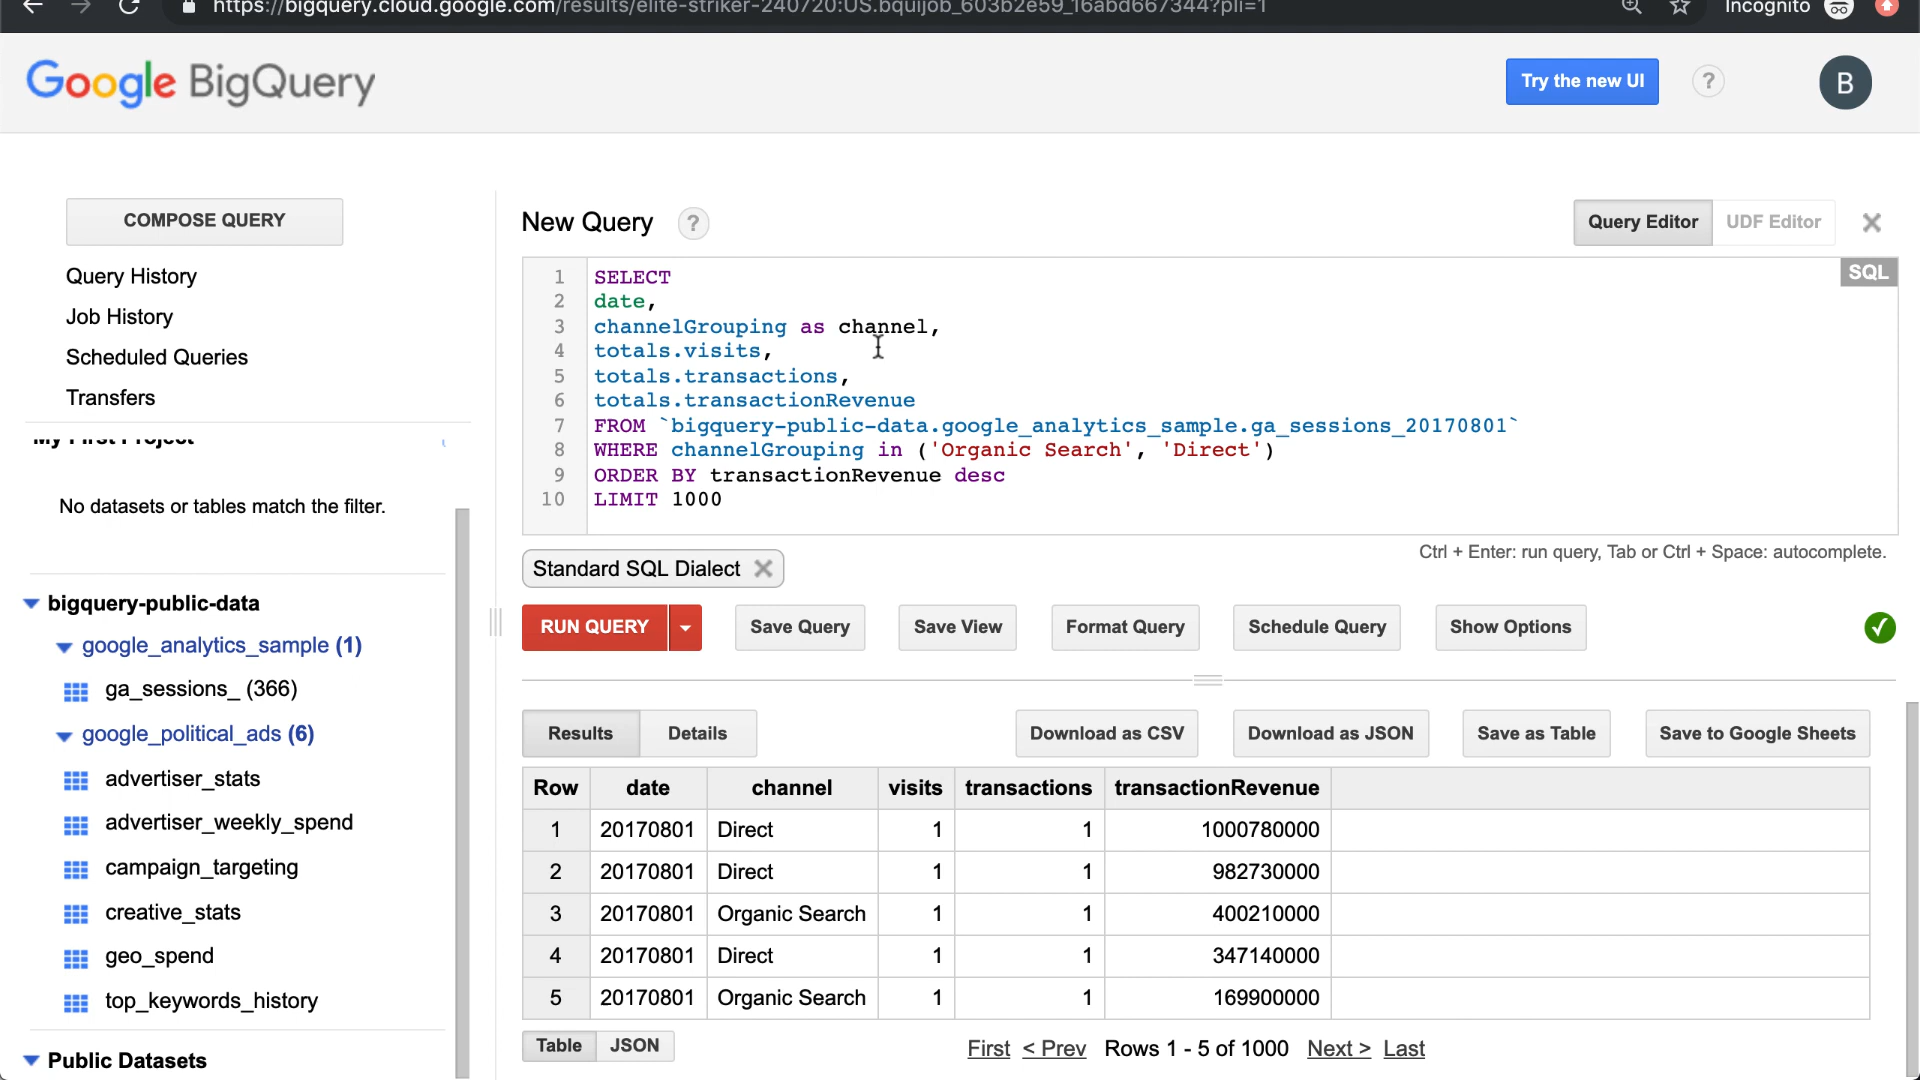 https://bigquery.cloud.google.com/results/elite-striker-240720:US.bquijob_603b2e59_16abd667344?pli=1
Incognito
Google BigQuery
Try the new UI
?
B
COMPOSE QUERY
Query History
Job History
Scheduled Queries
Transfers
My First Project
No datasets or tables match the filter.
bigquery-public-data
google_analytics_sample (1)
ga_sessions_ (366)
google_political_ads (6)
advertiser_stats
advertiser_weekly_spend
campaign_targeting
creative_stats
geo_spend
top_keywords_history
Public Datasets
New Query ?
Query Editor UDF Editor
SQL
1 SELECT
2 date,
3 channelGrouping as channel,
4 totals.visits,
5 totals.transactions,
6 totals.transactionRevenue
7 FROM `bigquery-public-data.google_analytics_sample.ga_sessions_20170801`
8 WHERE channelGrouping in ('Organic Search', 'Direct')
9 ORDER BY transactionRevenue desc
10 LIMIT 1000
Ctrl + Enter: run query, Tab or Ctrl + Space: autocomplete.
Standard SQL Dialect
RUN QUERY Save Query Save View Format Query Schedule Query Show Options
Results Details Download as CSV Download as JSON Save as Table Save to Google Sheets
Row date channel visits transactions transactionRevenue
1 20170801 Direct 1 1 1000780000
2 20170801 Direct 1 1 982730000
3 20170801 Organic Search 1 1 400210000
4 20170801 Direct 1 1 347140000
5 20170801 Organic Search 1 1 169900000
Table JSON First < Prev Rows 1 - 5 of 1000 Next > Last